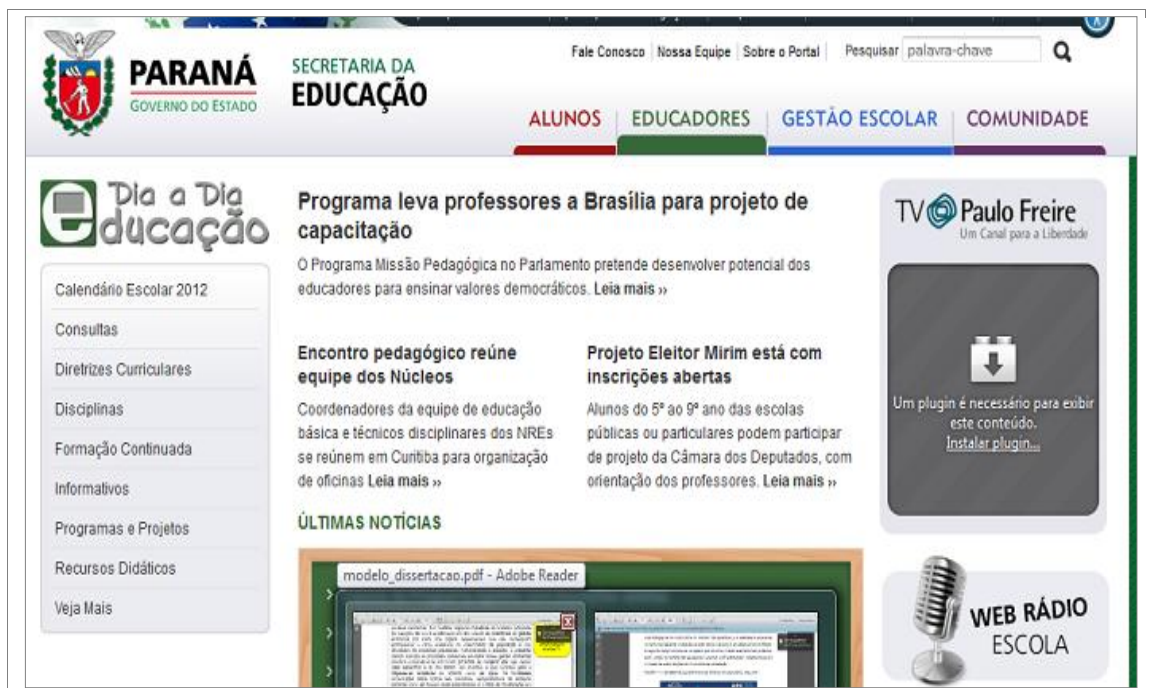 Fale Conosco Nossa Equipe Sobre o Portal Pesquisar palavra-chave
PARANÁ
GOVERNO DO ESTADO
SECRETARIA DA
EDUCAÇÃO
ALUNOS EDUCADORES GESTÃO ESCOLAR COMUNIDADE
Dia a Dia
educação
Calendário Escolar 2012
Consultas
Diretrizes Curriculares
Disciplinas
Formação Continuada
Informativos
Programas e Projetos
Recursos Didáticos
Veja Mais
Programa leva professores a Brasília para projeto de
capacitação
O Programa Missão Pedagógica no Parlamento pretende desenvolver potencial dos
educadores para ensinar valores democráticos. Leia mais ››
Encontro pedagógico reúne
equipe dos Núcleos
Coordenadores da equipe de educação
básica e técnicos disciplinares dos NREs
se reúnem em Curitiba para organização
de oficinas Leia mais ››
Projeto Eleitor Mirim está com
inscrições abertas
Alunos do 5º ao 9º ano das escolas
públicas ou particulares podem participar
de projeto da Câmara dos Deputados, com
orientação dos professores. Leia mais ››
ÚLTIMAS NOTÍCIAS
modelo_dissertacao.pdf - Adobe Reader
TV Paulo Freire
Um Canal para a Liberdade
Um plugin é necessário para exibir
este conteúdo.
Instalar plugin...
WEB RÁDIO
ESCOLA